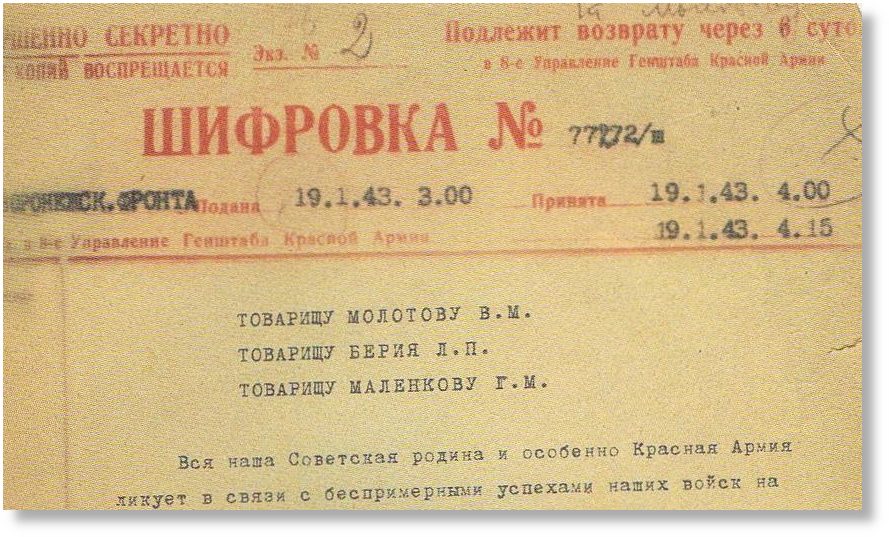 СЕКРЕТНО
ВОСПРЕЩАЕТСЯ
Экз. № 2
Подлежит возврату через 6 суто
в 8-е Управление Генштаба Красной Армии
ШИФРОВКА № 77172/ш
ФРОНТА Подана 19.1.43. 3.00 Принята 19.1.43. 4.00
в 8-е Управление Генштаба Красной Армии 19.1.43. 4.15
ТОВАРИЩУ МОЛОТОВУ В.М.
ТОВАРИЩУ БЕРИЯ Л.П.
ТОВАРИЩУ МАЛЕНКОВУ Г.М.
Вся наша Советская родина и особенно Красная Армия
ликует в связи с беспримерными успехами наших войск на